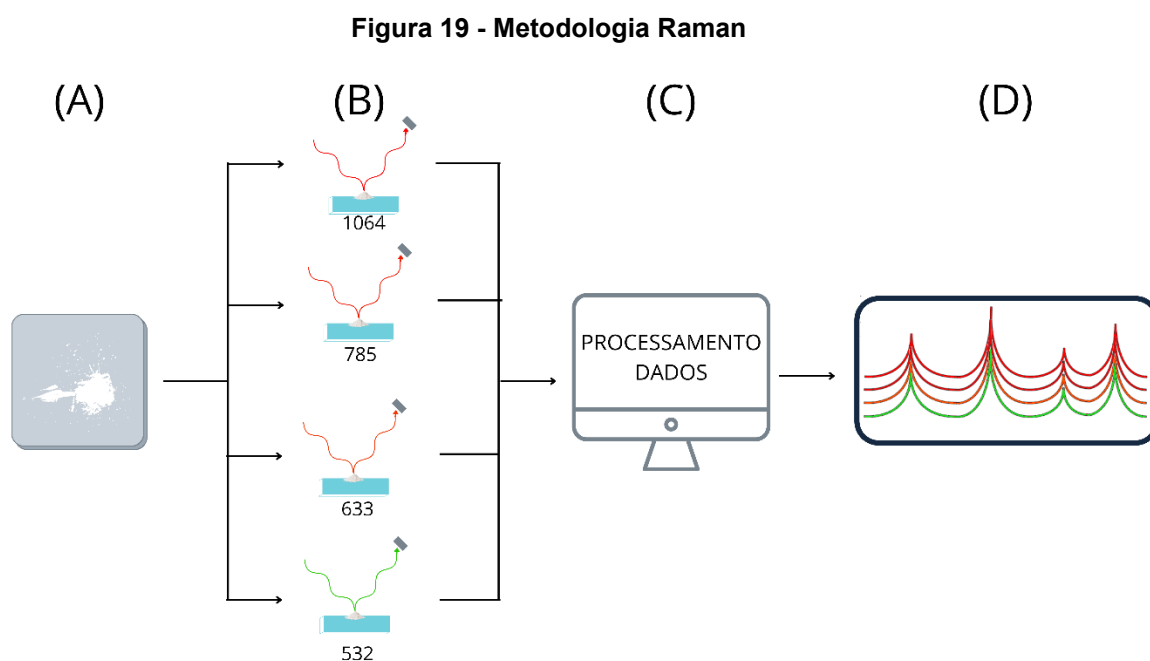 Figura 19 - Metodologia Raman
(A)
(B)
(C)
(D)
1064
785
633
532
PROCESSAMENTO
DADOS